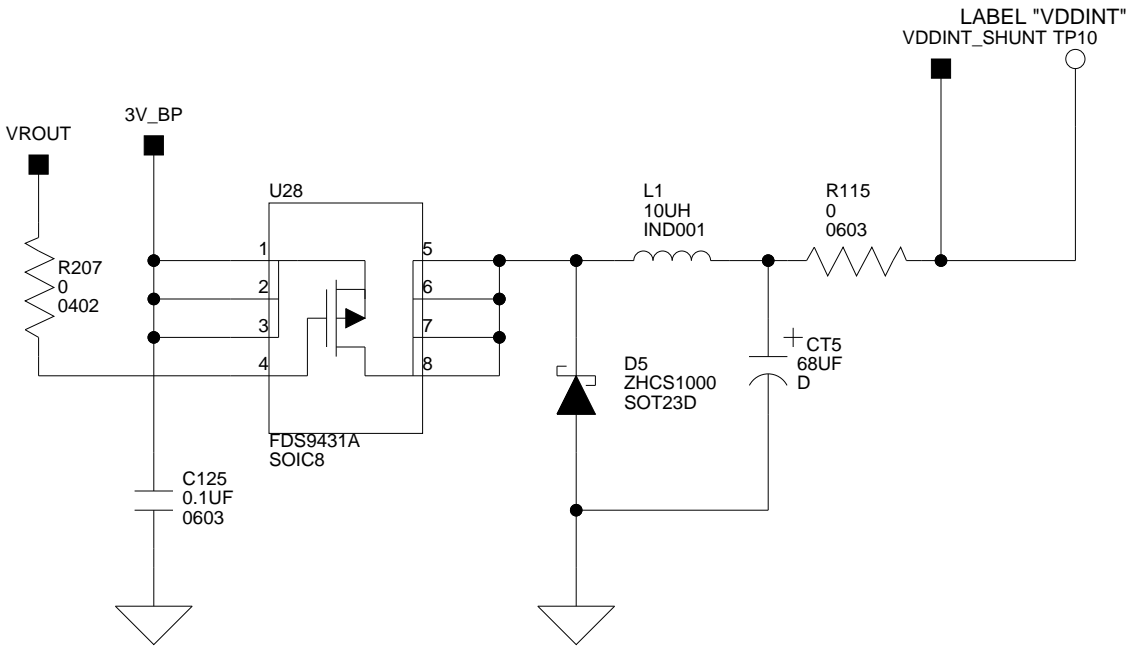 LABEL "VDDINT"
VDDINT_SHUNT TP10
3V_BP
VROUT
U28
L1
10UH
IND001
R115
0
0603
R207
0
0402
1
2
3
4
5
6
7
8
+
CT5
68UF
D
D5
ZHCS1000
SOT23D
FDS9431A
SOIC8
C125
0.1UF
0603